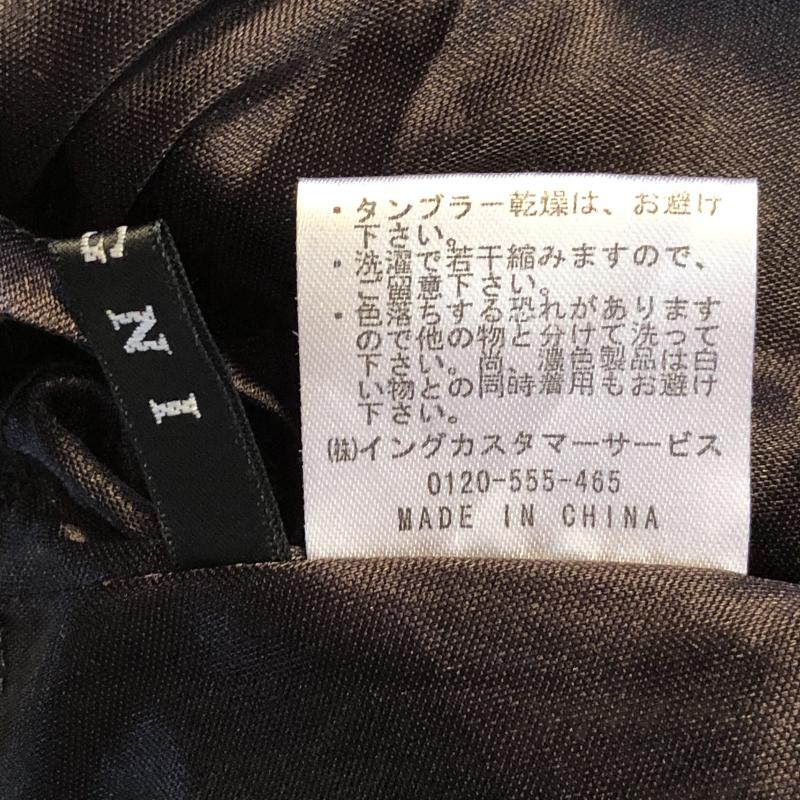 ・タンブラー乾燥は、お避け
下さい。
・洗濯で若干縮みますので、
ご留意下さい。
・色落ちする恐れがあります
の他の物と分けて洗って
下い。尚、濃色製品は白
い物との同時着用もお避け
下さい。
㈱イングカスタマーサービス
0120-555-465
MADE IN CHINA
N I